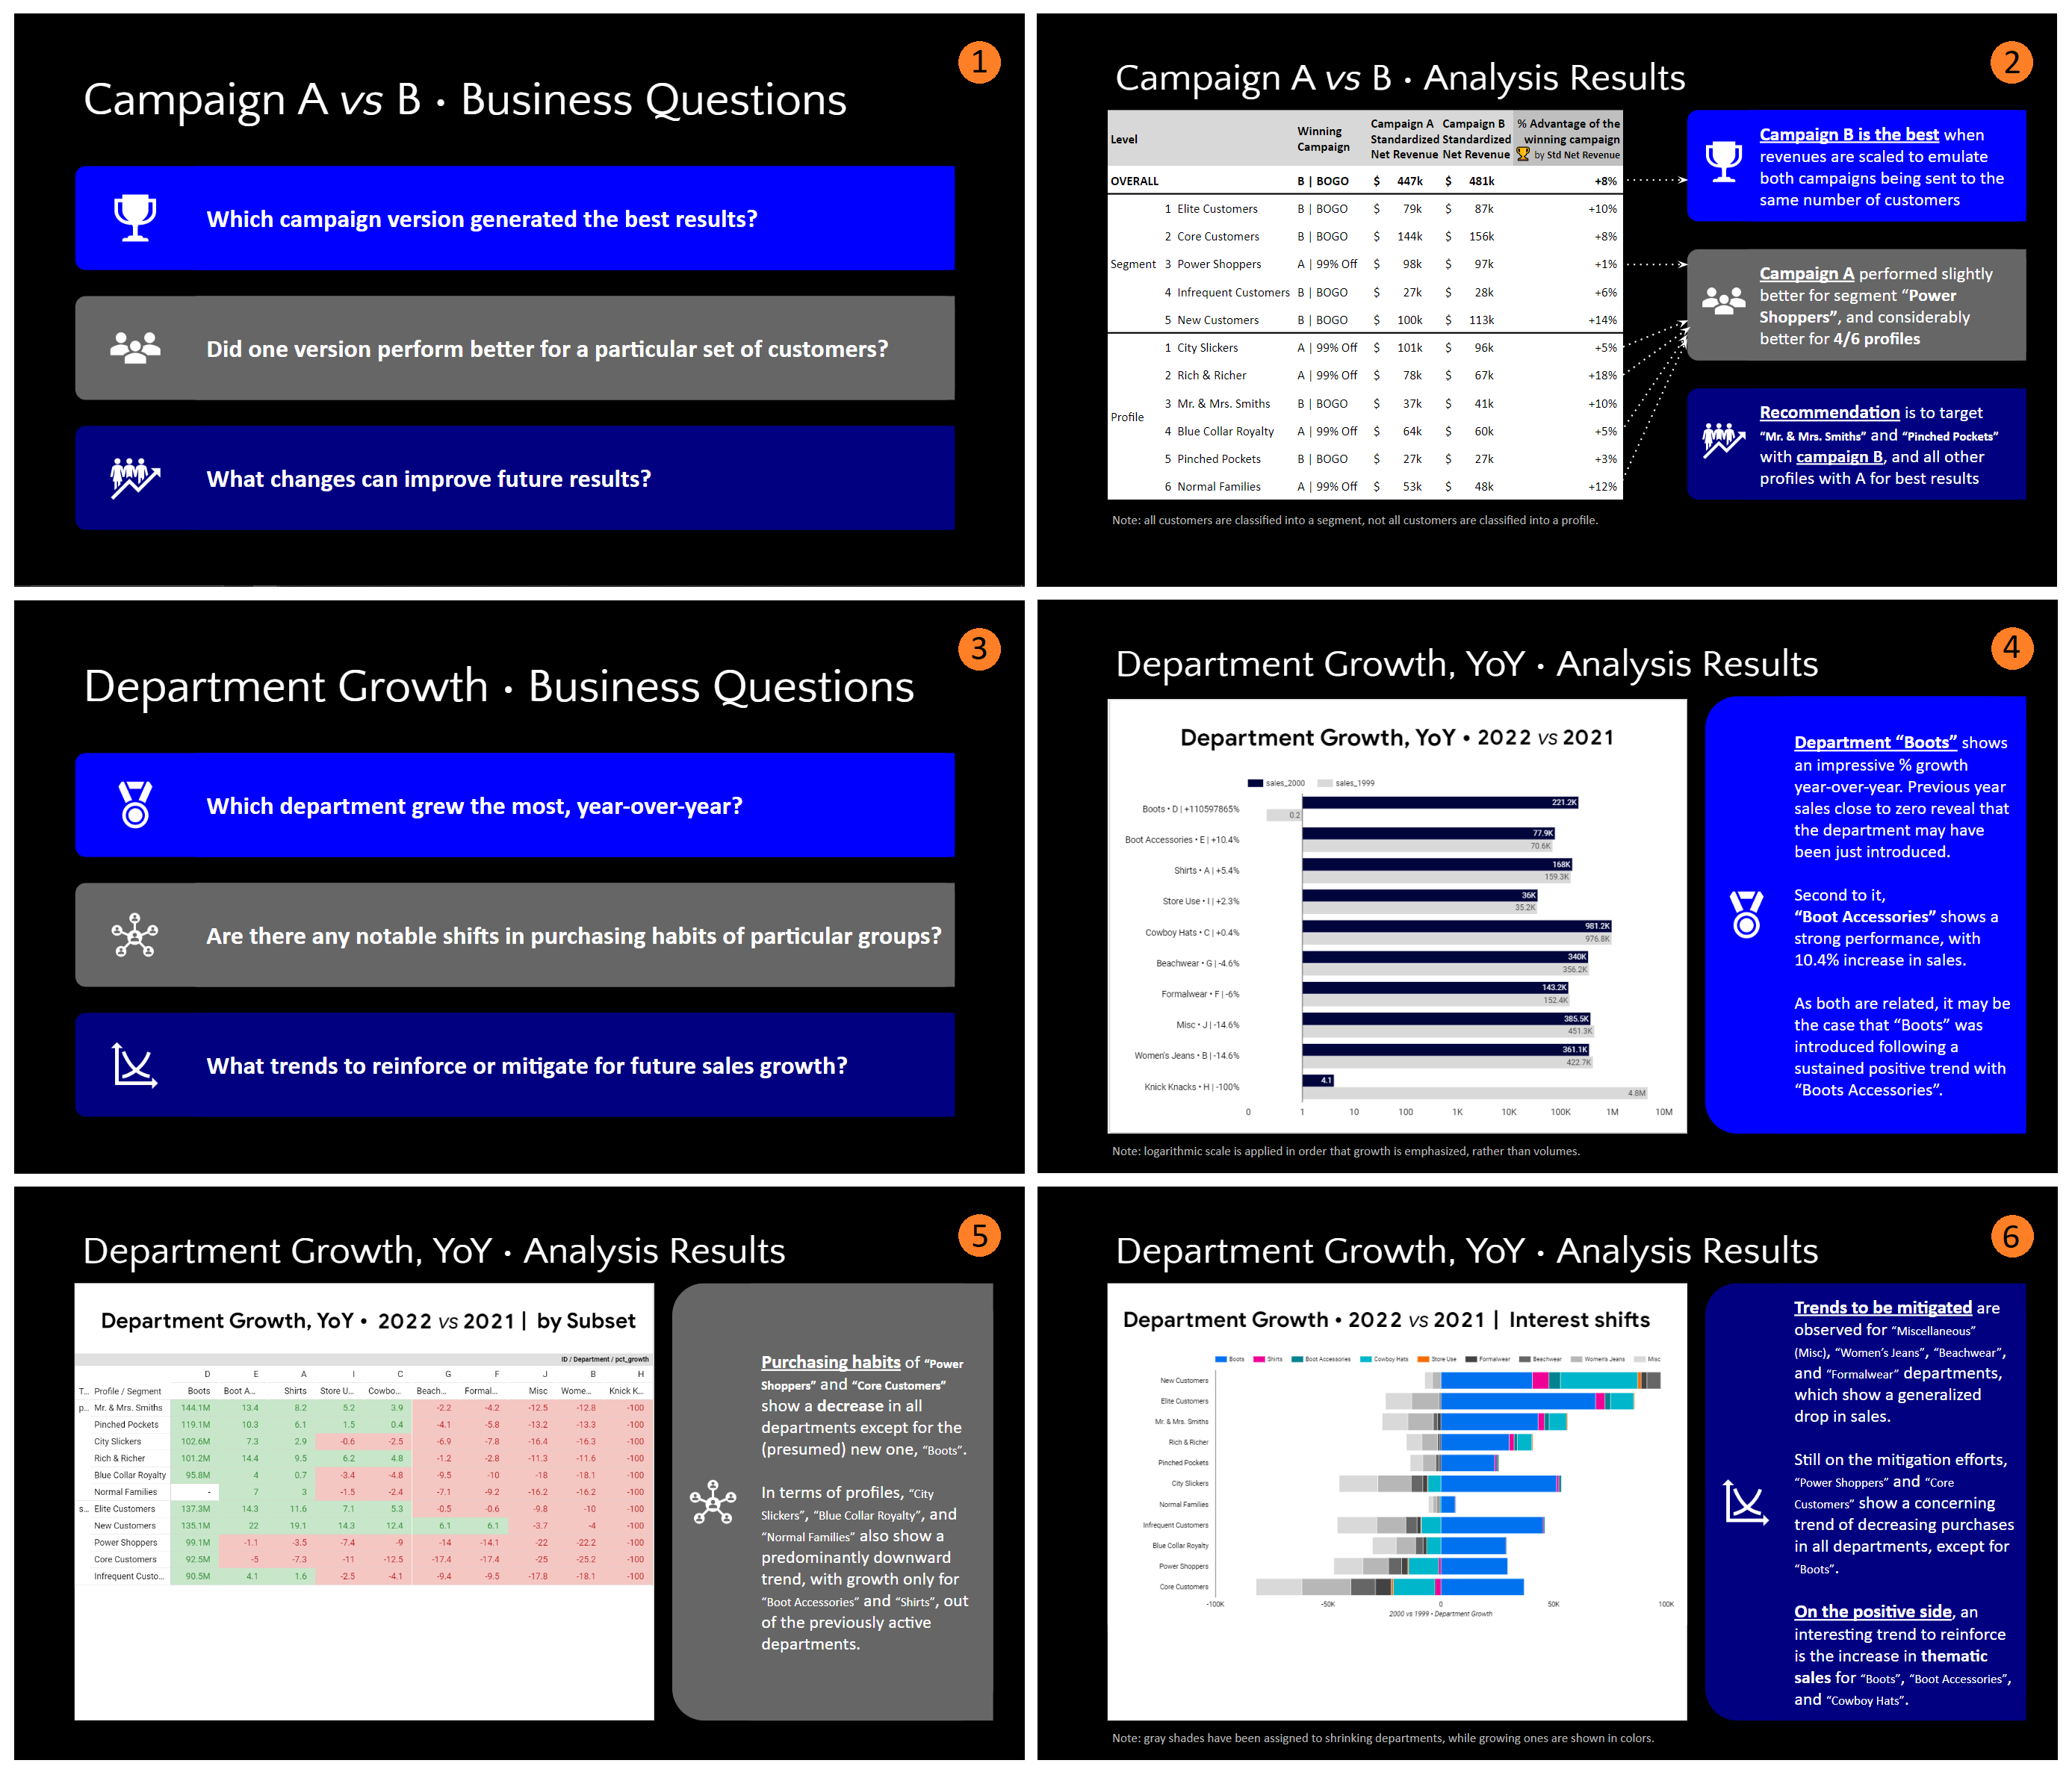 1
Campaign A vs B • Business Questions
Which campaign version generated the best results?
Did one version perform better for a particular set of customers?
What changes can improve future results?
2
Campaign A vs B • Analysis Results
Level Winning Campaign Campaign A Standardized Net Revenue Campaign B Standardized Net Revenue % Advantage of the winning campaign 🏆 by Std Net Revenue
OVERALL B | BOGO $ 447k $ 481k +8%
Segment
1 Elite Customers B | BOGO $ 79k $ 87k +10%
2 Core Customers B | BOGO $ 144k $ 156k +8%
3 Power Shoppers A | 99% Off $ 98k $ 97k +1%
4 Infrequent Customers B | BOGO $ 27k $ 28k +6%
5 New Customers B | BOGO $ 100k $ 113k +14%
Profile
1 City Slickers A | 99% Off $ 101k $ 96k +5%
2 Rich & Richer A | 99% Off $ 78k $ 67k +18%
3 Mr. & Mrs. Smiths B | BOGO $ 37k $ 41k +10%
4 Blue Collar Royalty A | 99% Off $ 64k $ 60k +5%
5 Pinched Pockets B | BOGO $ 27k $ 27k +3%
6 Normal Families A | 99% Off $ 53k $ 48k +12%
Note: all customers are classified into a segment, not all customers are classified into a profile.
Campaign B is the best when
revenues are scaled to emulate
both campaigns being sent to the
same number of customers
Campaign A performed slightly
better for segment “Power
Shoppers”, and considerably
better for 4/6 profiles
Recommendation is to target
“Mr. & Mrs. Smiths” and “Pinched Pockets”
with campaign B, and all other
profiles with A for best results
3
Department Growth • Business Questions
Which department grew the most, year-over-year?
Are there any notable shifts in purchasing habits of particular groups?
What trends to reinforce or mitigate for future sales growth?
4
Department Growth, YoY • Analysis Results
Department Growth, YoY • 2022 vs 2021
sales_2000 sales_1999
Boots • D | +110597865% 221.2K
0.2
Boot Accessories • E | +10.4% 77.9K
70.6K
Shirts • A | +5.4% 168K
159.3K
Store Use • I | +2.3% 36K
35.2K
Cowboy Hats • C | +0.4% 981.2K
976.8K
Beachwear • G | -4.6% 340K
356.2K
Formalwear • F | -6% 143.2K
152.4K
Misc • J | -14.6% 385.5K
451.3K
Women's Jeans • B | -14.6% 361.1K
422.7K
Knick Knacks • H | -100% 4.1
4.8M
0 1 10 100 1K 10K 100K 1M 10M
Note: logarithmic scale is applied in order that growth is emphasized, rather than volumes.
Department “Boots” shows
an impressive % growth
year-over-year. Previous year
sales close to zero reveal that
the department may have
been just introduced.
Second to it,
“Boot Accessories” shows a
strong performance, with
10.4% increase in sales.
As both are related, it may be
the case that “Boots” was
introduced following a
sustained positive trend with
“Boots Accessories”.
5
Department Growth, YoY • Analysis Results
Department Growth, YoY • 2022 vs 2021 | by Subset
ID / Department / pct_growth
D E A I C G F J B H
T... Profile / Segment Boots Boot A... Shirts Store U... Cowbo... Beach... Formal... Misc Wome... Knick K...
p... Mr. & Mrs. Smiths 144.1M 13.4 8.2 5.2 3.9 -2.2 -4.2 -12.5 -12.8 -100
Pinched Pockets 119.1M 10.3 6.1 1.5 0.4 -4.1 -5.8 -13.2 -13.3 -100
City Slickers 102.6M 7.3 2.9 -0.6 -2.5 -6.9 -7.8 -16.4 -16.3 -100
Rich & Richer 101.2M 14.4 9.5 6.2 4.8 -1.2 -2.8 -11.3 -11.6 -100
Blue Collar Royalty 95.8M 4 0.7 -3.4 -4.8 -9.5 -10 -18 -18.1 -100
Normal Families - 7 3 -1.5 -2.4 -7.1 -9.2 -16.2 -16.2 -100
s... Elite Customers 137.3M 14.3 11.6 7.1 5.3 -0.5 -0.6 -9.8 -10 -100
New Customers 135.1M 22 19.1 14.3 12.4 6.1 6.1 -3.7 -4 -100
Power Shoppers 99.1M -1.1 -3.5 -7.4 -9 -14 -14.1 -22 -22.2 -100
Core Customers 92.5M -5 -7.3 -11 -12.5 -17.4 -17.4 -25 -25.2 -100
Infrequent Custo... 90.5M 4.1 1.6 -2.5 -4.1 -9.4 -9.5 -17.8 -18.1 -100
Purchasing habits of “Power
Shoppers” and “Core Customers”
show a decrease in all
departments except for the
(presumed) new one, “Boots”.
In terms of profiles, “City
Slickers”, “Blue Collar Royalty”, and
“Normal Families” also show a
predominantly downward
trend, with growth only for
“Boot Accessories” and “Shirts”, out
of the previously active
departments.
6
Department Growth, YoY • Analysis Results
Department Growth • 2022 vs 2021 | Interest shifts
Boots Shirts Boot Accessories Cowboy Hats Store Use Formalwear Beachwear Women's Jeans Misc
New Customers
Elite Customers
Mr. & Mrs. Smiths
Rich & Richer
Pinched Pockets
City Slickers
Normal Families
Infrequent Customers
Blue Collar Royalty
Power Shoppers
Core Customers
-100K -50K 0 50K 100K
2000 vs 1999 • Department Growth
Note: gray shades have been assigned to shrinking departments, while growing ones are shown in colors.
Trends to be mitigated are
observed for “Miscellaneous”
(Misc), “Women’s Jeans”, “Beachwear”,
and “Formalwear” departments,
which show a generalized
drop in sales.
Still on the mitigation efforts,
“Power Shoppers” and “Core
Customers” show a concerning
trend of decreasing purchases
in all departments, except for
“Boots”.
On the positive side, an
interesting trend to reinforce
is the increase in thematic
sales for “Boots”, “Boot Accessories”,
and “Cowboy Hats”.